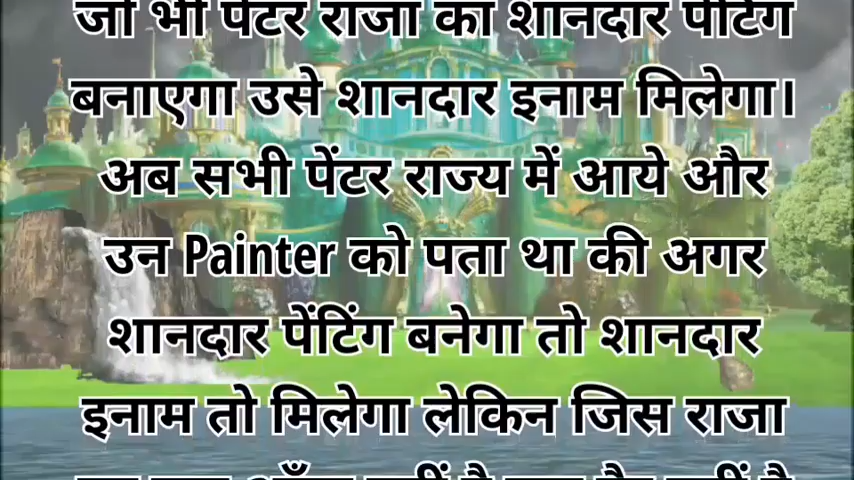 जो भी पेंटर राजा का शानदार पेंटिंग
बनाएगा उसे शानदार इनाम मिलेगा।
अब सभी पेंटर राज्य में आये और
उन Painter को पता था की अगर
शानदार पेंटिंग बनेगा तो शानदार
इनाम तो मिलेगा लेकिन जिस राजा